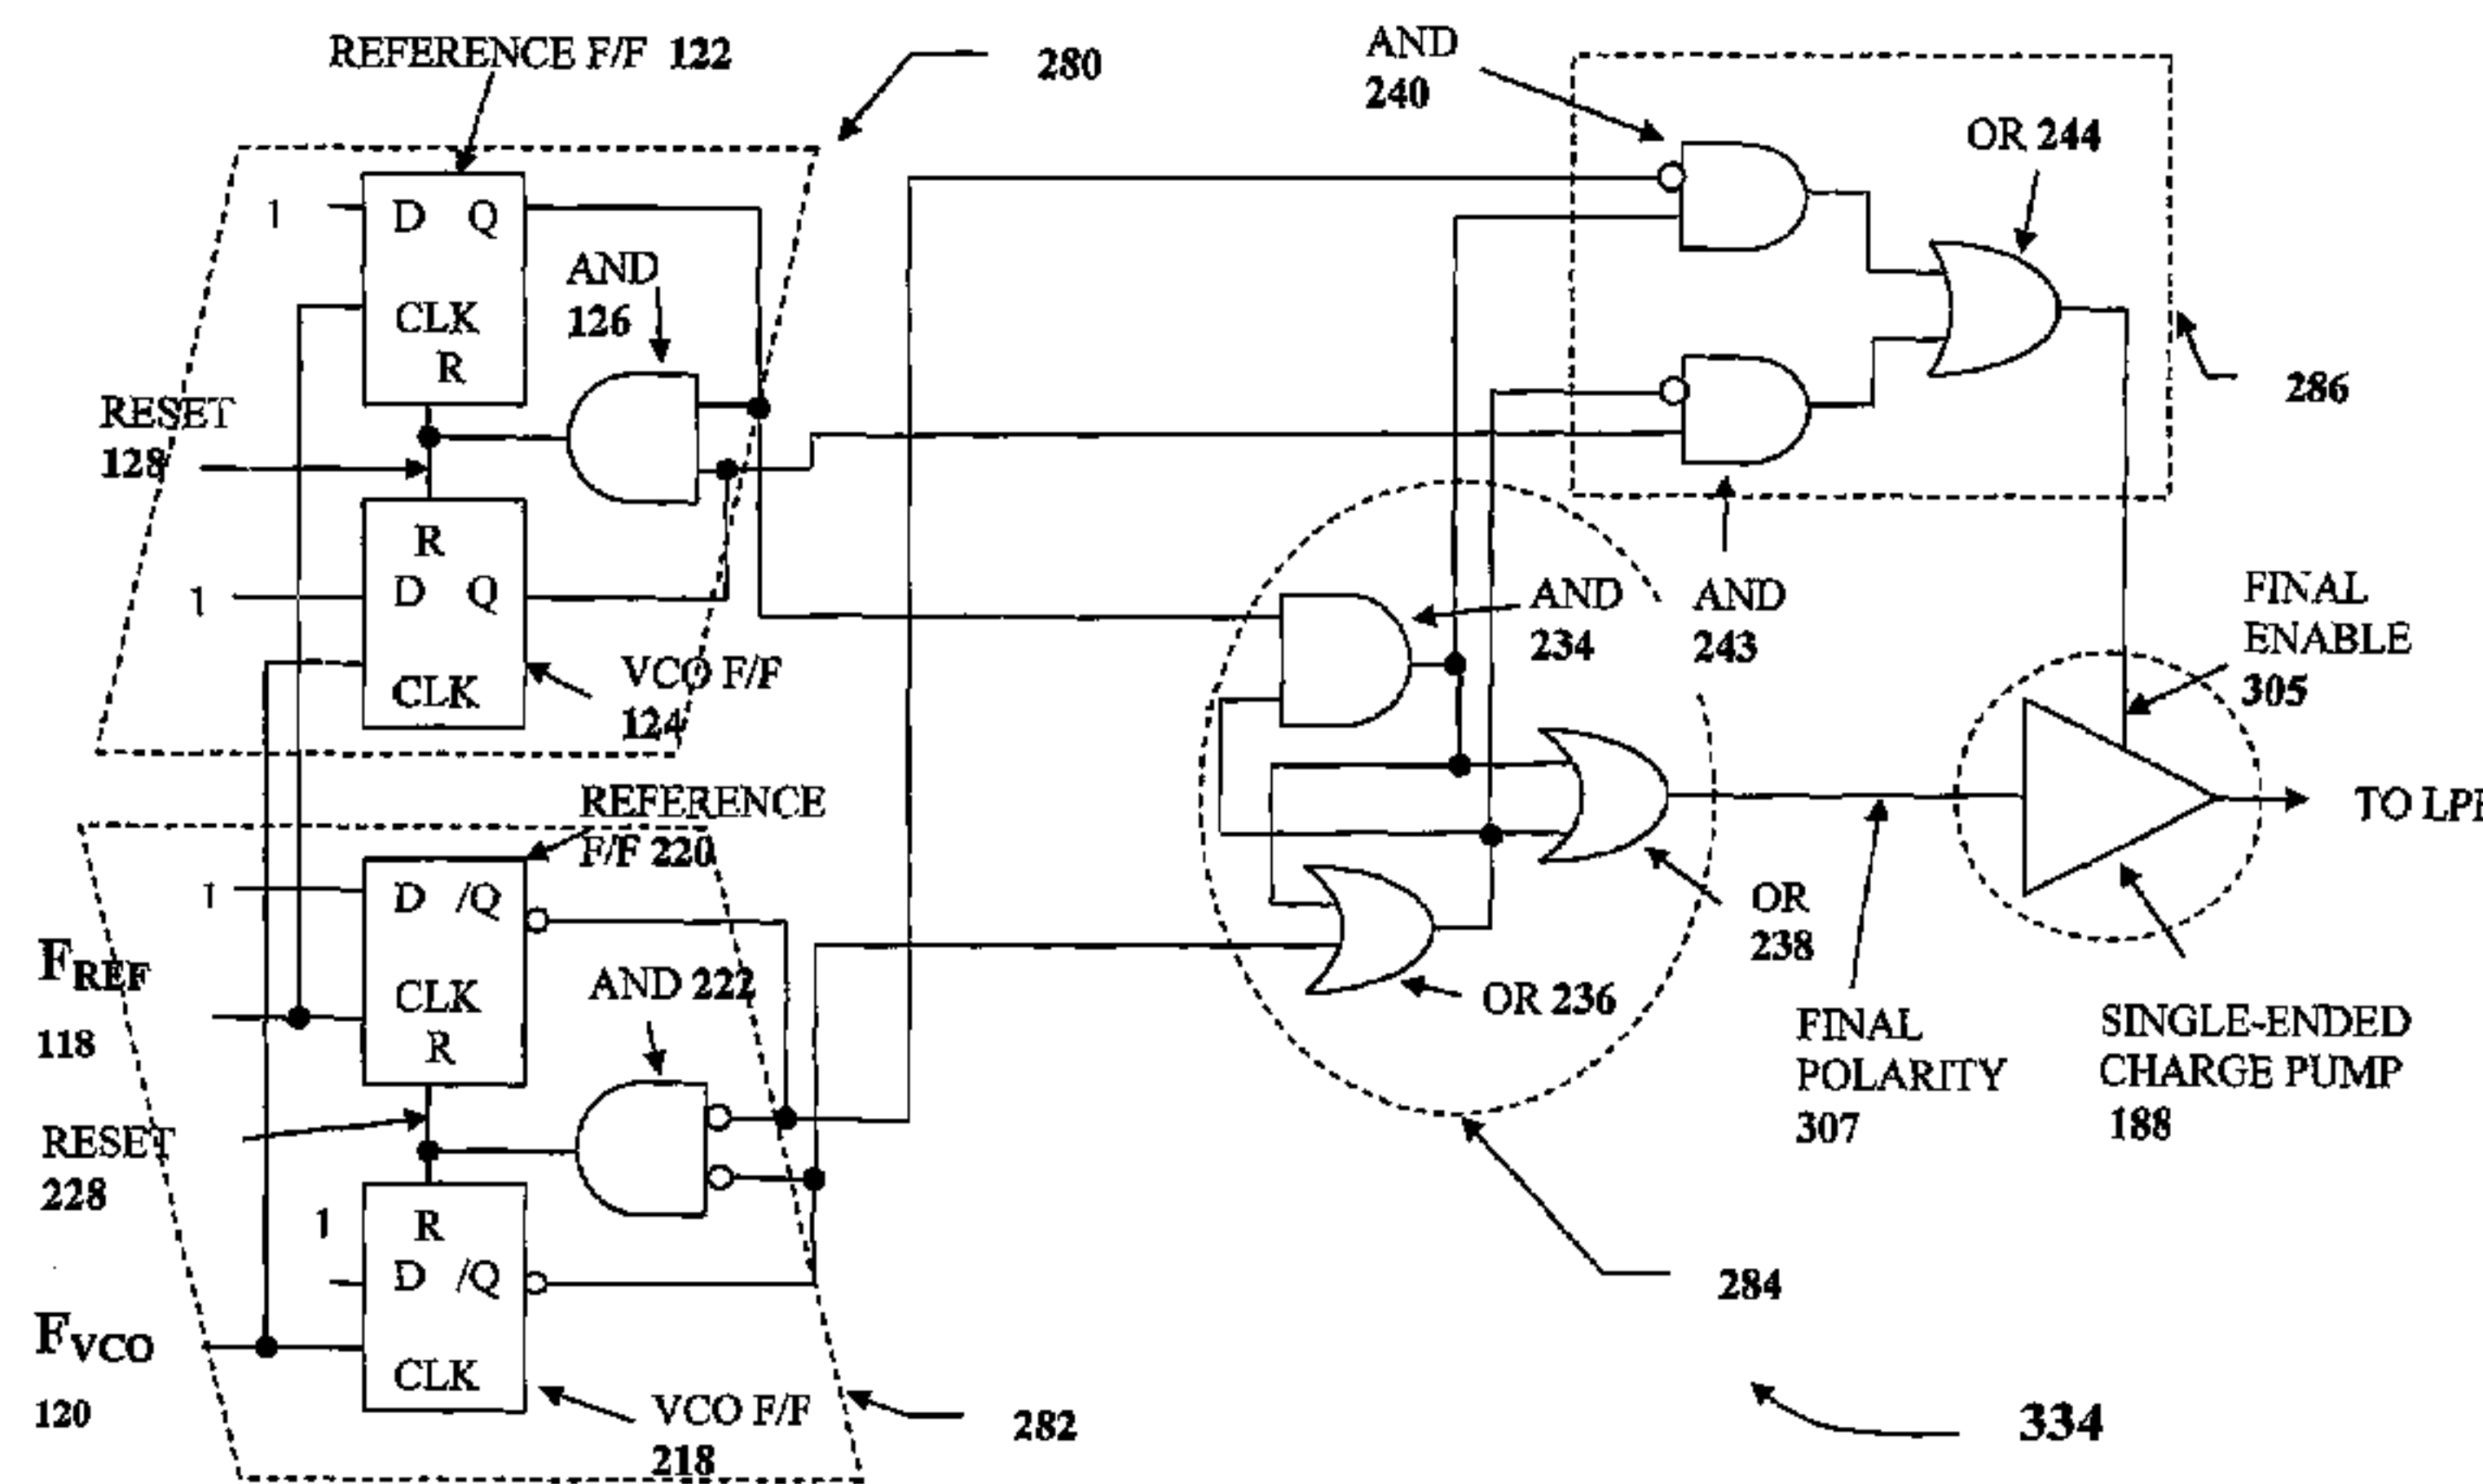 REFERENCE F/F 122
280
AND
240
OR 244
1
D Q
CLK
R
AND
126
286
RESET
128
R
1
D Q
CLK
VCO F/F
124
AND
234
AND
243
FINAL
ENABLE
305
REFERENCE
F/F 220
1
D /Q
CLK
R
FREF
118
AND 222
OR 236
OR
238
TO LPF
FINAL
POLARITY
307
SINGLE-ENDED
CHARGE PUMP
188
RESET
228
1
R
D /Q
CLK
FVCO
120
VCO F/F
218
282
284
334